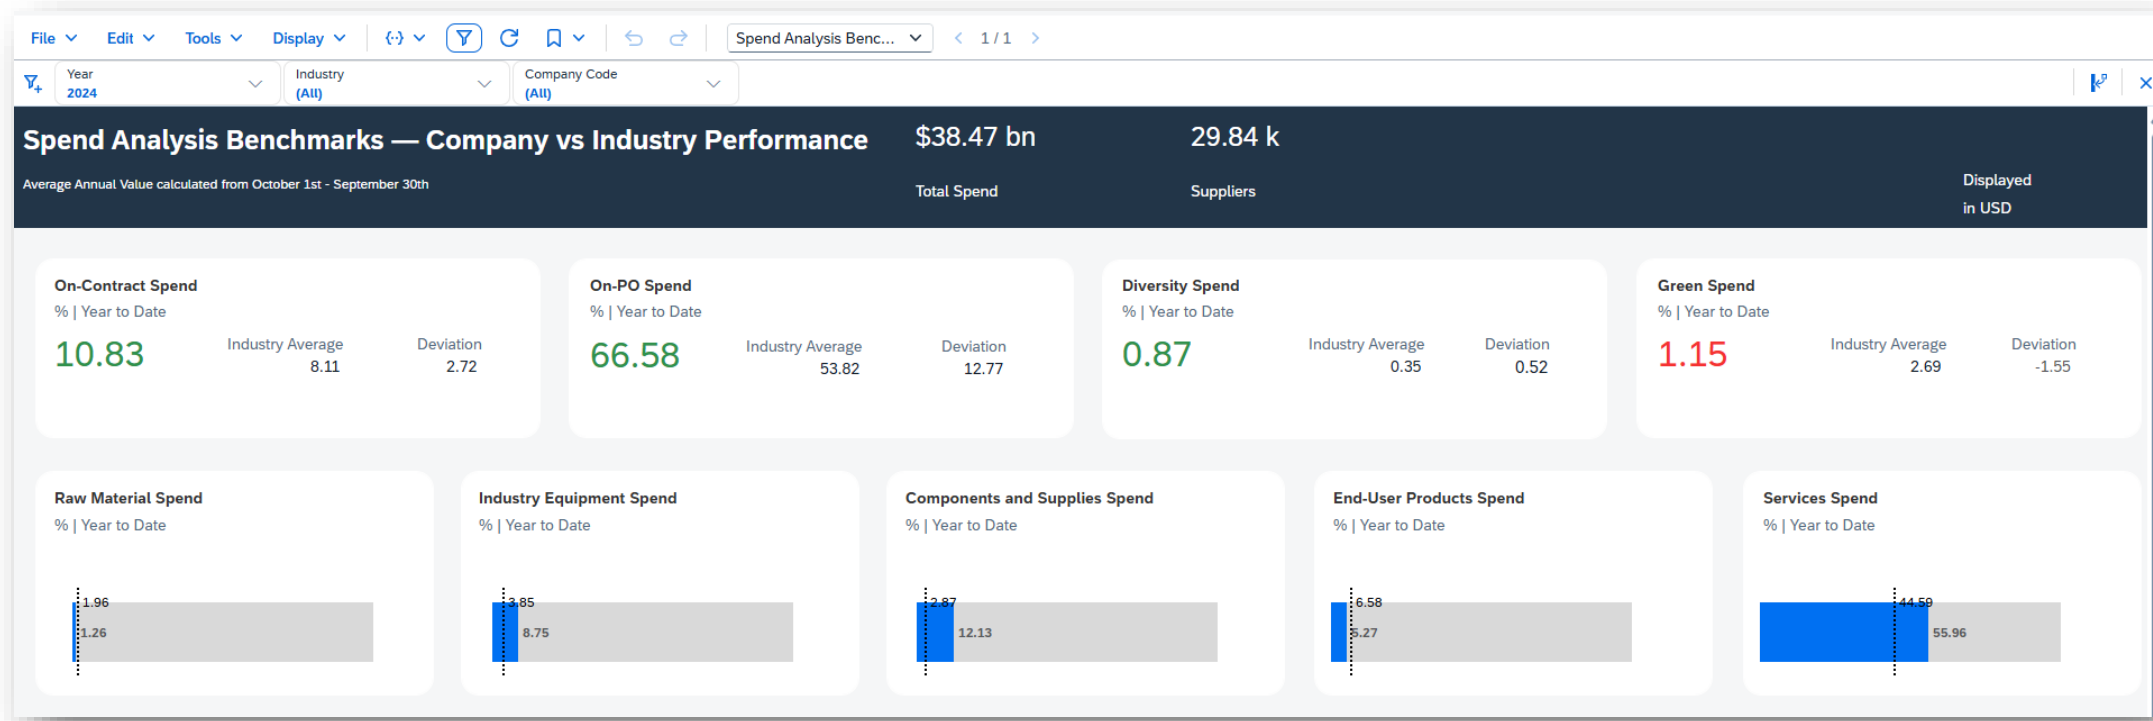 File Edit Tools Display Spend Analysis Benc... 1 / 1
Year Industry Company Code
2024 (All) (All)
Spend Analysis Benchmarks — Company vs Industry Performance
$38.47 bn 29.84 k
Average Annual Value calculated from October 1st - September 30th
Total Spend Suppliers
Displayed
in USD
On-Contract Spend
% | Year to Date
10.83
Industry Average
8.11
Deviation
2.72
On-PO Spend
% | Year to Date
66.58
Industry Average
53.82
Deviation
12.77
Diversity Spend
% | Year to Date
0.87
Industry Average
0.35
Deviation
0.52
Green Spend
% | Year to Date
1.15
Industry Average
2.69
Deviation
-1.55
Raw Material Spend
% | Year to Date
1.96
1.26
Industry Equipment Spend
% | Year to Date
3.85
8.75
Components and Supplies Spend
% | Year to Date
2.87
12.13
End-User Products Spend
% | Year to Date
6.58
5.27
Services Spend
% | Year to Date
44.59
55.96